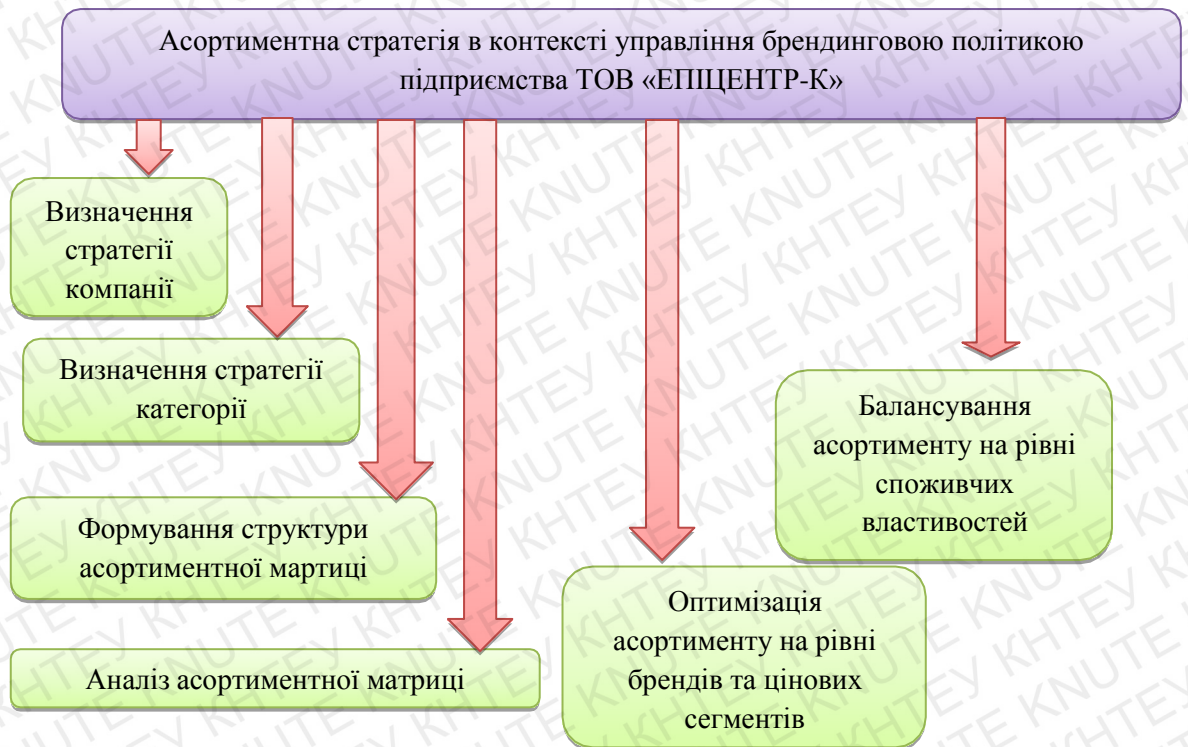 Асортиментна стратегія в контексті управління брендинговою політикою
підприємства ТОВ «ЕПІЦЕНТР-К»
Визначення
стратегії
компанії
Визначення стратегії
категорії
Формування структури
асортиментної мартиці
Аналіз асортиментної матриці
Оптимізація
асортименту на рівні
брендів та цінових
сегментів
Балансування
асортименту на рівні
споживчих
властивостей